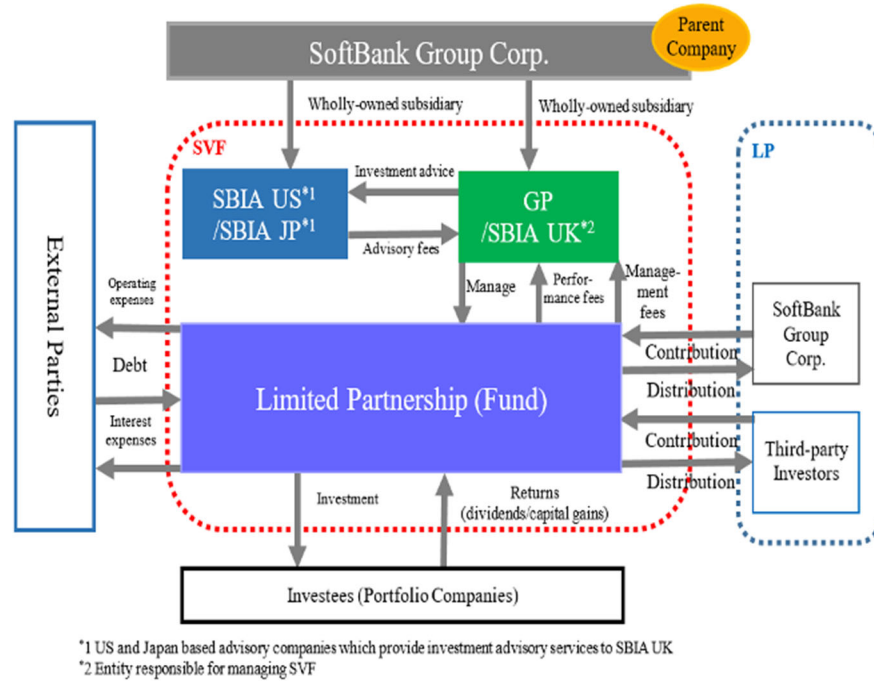 Parent
Company
SoftBank Group Corp.
Wholly-owned subsidiary
Wholly-owned subsidiary
SVF
LP
SBIA US*1
/SBIA JP*1
Investment advice
Advisory fees
GP
/SBIA UK*2
External Parties
Operating
expenses
Debt
Interest
expenses
Manage
Perfor-
mance fees
Manage-
ment
fees
Limited Partnership (Fund)
Contribution
Distribution
Contribution
Distribution
SoftBank
Group
Corp.
Third-party
Investors
Investment
Returns
(dividends/capital gains)
Investees (Portfolio Companies)
*1 US and Japan based advisory companies which provide investment advisory services to SBIA UK
*2 Entity responsible for managing SVF